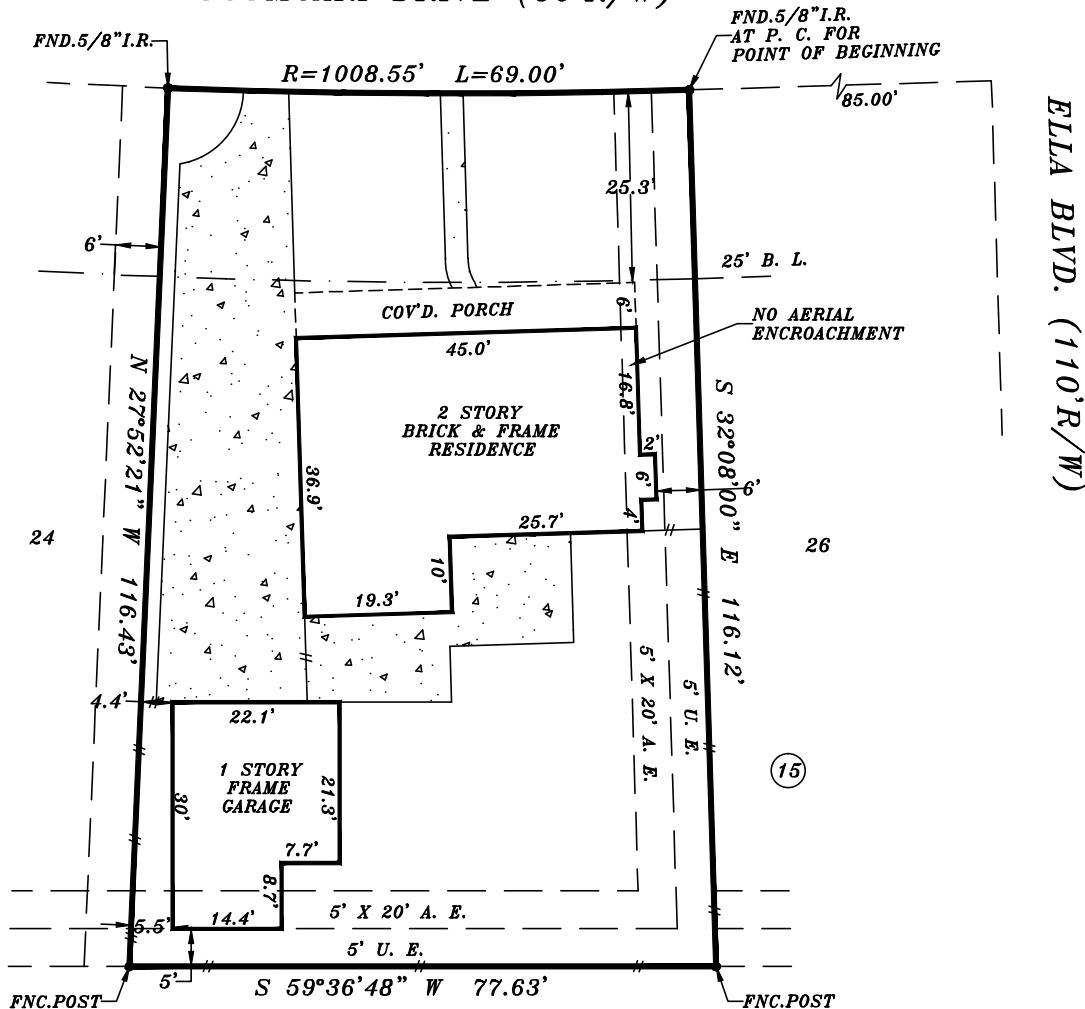 DRIVE
FND.5/8"I.R.
FND.5/8"I.R.
AT P. C. FOR
POINT OF BEGINNING
R=1008.55' L=69.00'
85.00'
ELLA BLVD. (110'R/W)
25.3'
6'
25' B. L.
COV'D. PORCH
6'
NO AERIAL
ENCROACHMENT
45.0'
N 27°52'21" W 116.43'
S 32°08'00" E 116.12'
16.8'
2 STORY
BRICK & FRAME
RESIDENCE
2'
36.9'
6'
6'
4'
25.7'
24
26
10'
19.3'
5' X 20' A. E.
5' U. E.
4.4'
22.1'
1 STORY
FRAME
GARAGE
30'
21.3'
15
7.7'
8.7'
5.5'
14.4'
5' X 20' A. E.
5' U. E.
5'
S 59°36'48" W 77.63'
FNC.POST
FNC.POST